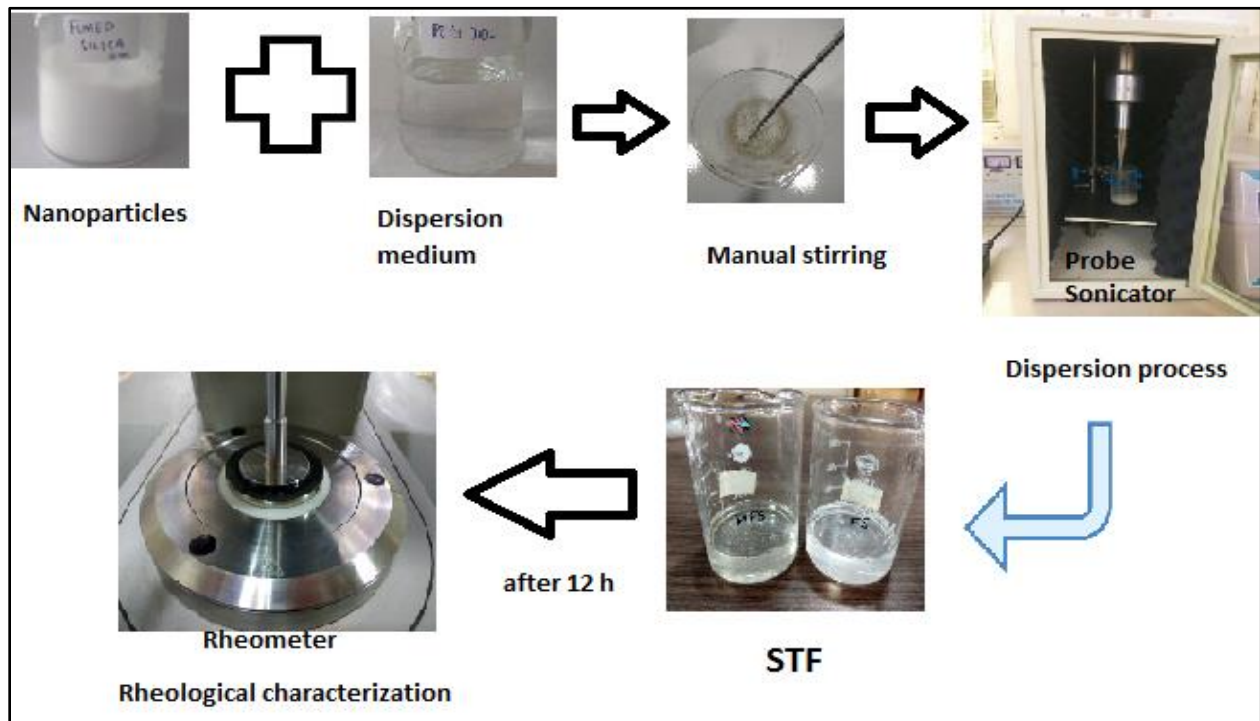 FUMED
SILICA
Nanoparticles
Dispersion
medium
Manual stirring
Probe
Sonicator
Dispersion process
FS
STF
after 12 h
Rheometer
Rheological characterization